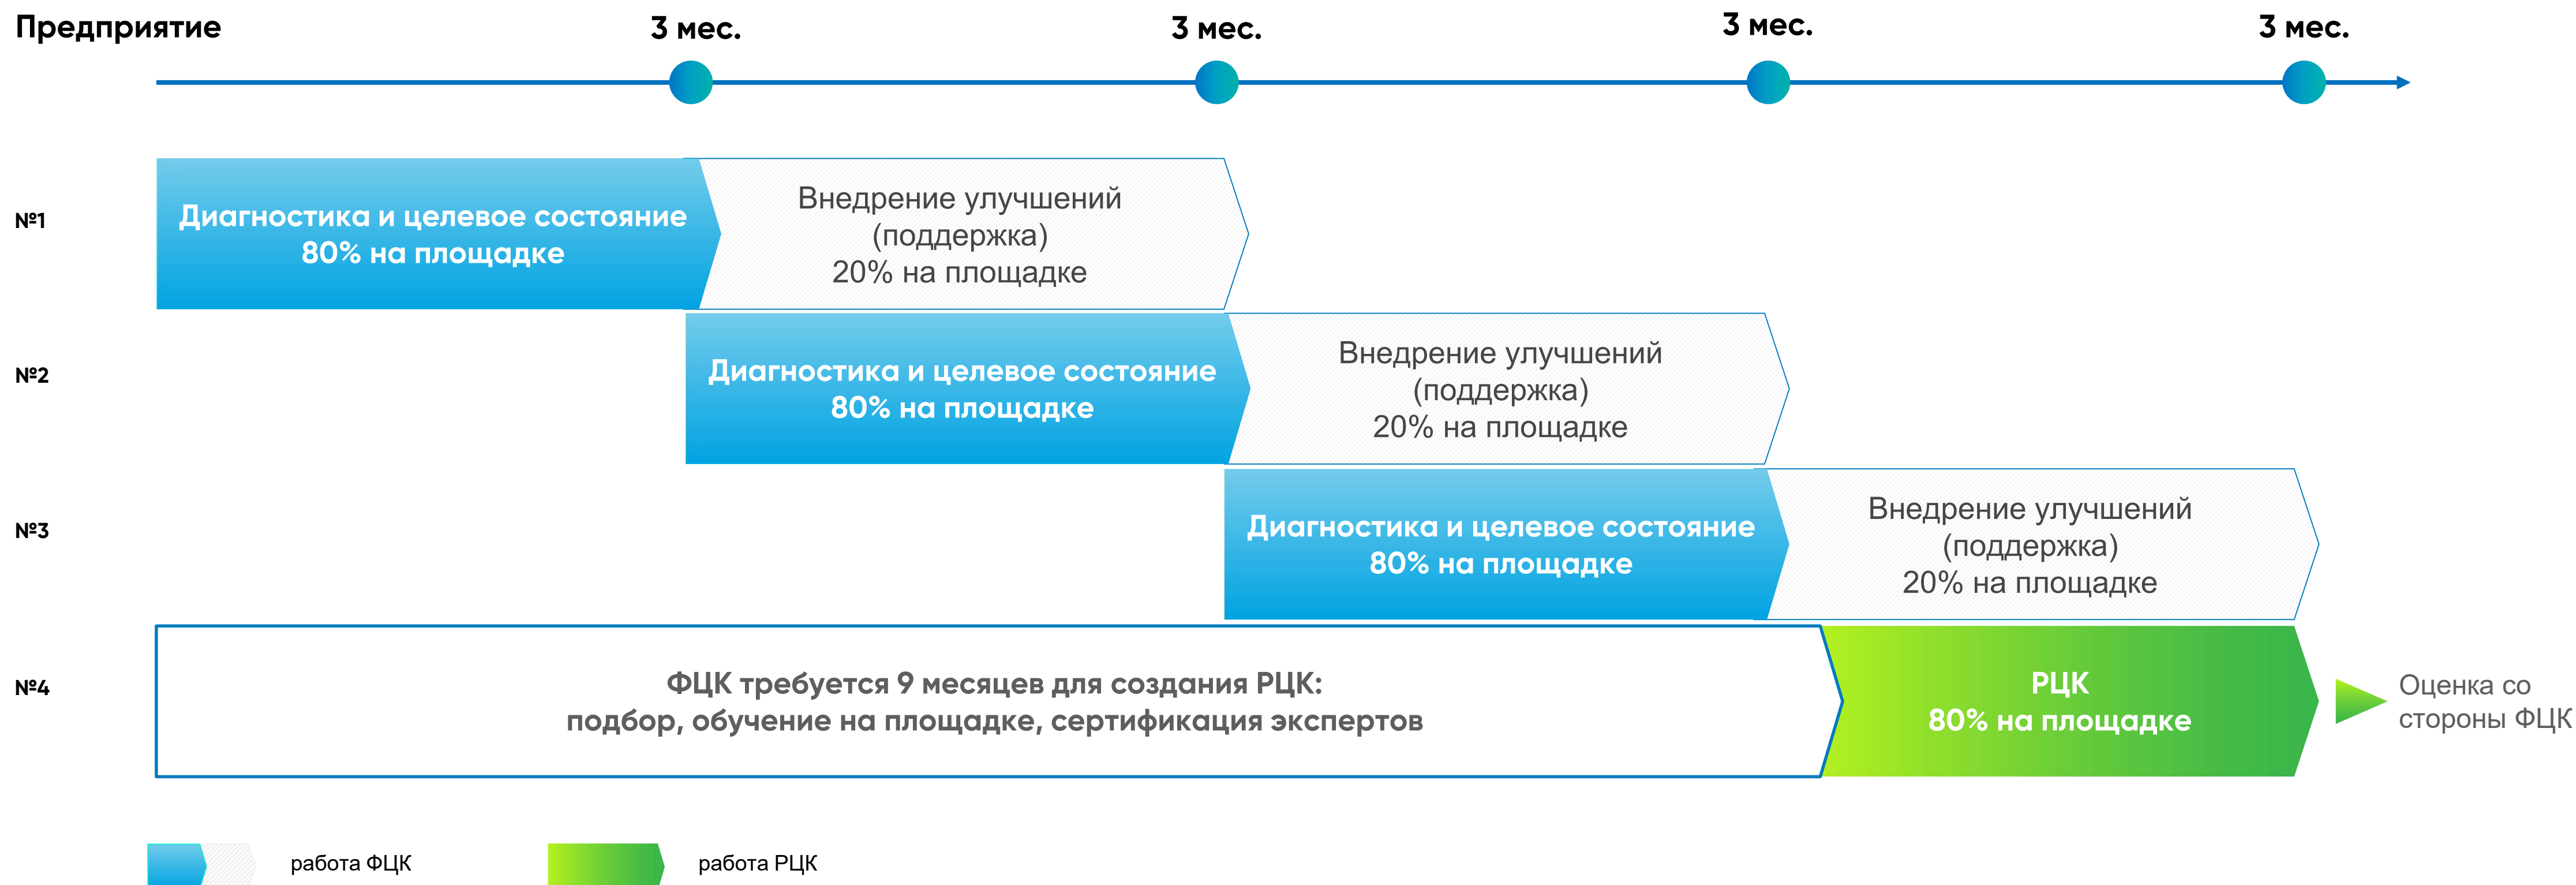 Предприятие
3 мес.
3 мес.
3 мес.
3 мес.
№1
Диагностика и целевое состояние
80% на площадке
Внедрение улучшений
(поддержка)
20% на площадке
№2
Диагностика и целевое состояние
80% на площадке
Внедрение улучшений
(поддержка)
20% на площадке
№3
Диагностика и целевое состояние
80% на площадке
Внедрение улучшений
(поддержка)
20% на площадке
№4
ФЦК требуется 9 месяцев для создания РЦК:
подбор, обучение на площадке, сертификация экспертов
РЦК
80% на площадке
Оценка со
стороны ФЦК
работа ФЦК
работа РЦК